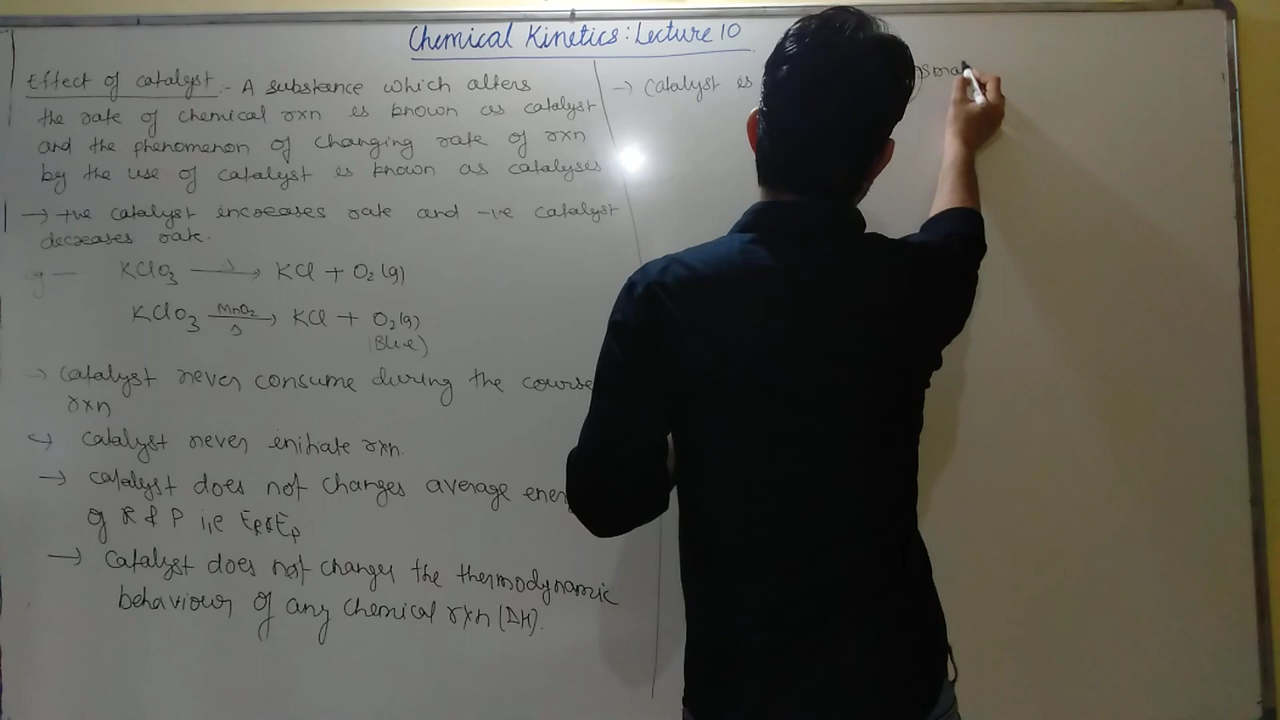 Chemical Kinetics: Lecture 10
Effect of catalyst - A substance which alters
the rate of chemical rxn is known as catalyst
and the phenomenon of changing rate of rxn
by the use of catalyst is known as catalyses
→ +ve catalyst increases rate and -ve catalyst
decreases rate.
KClO₃ —Δ→ KCl + O₂(g)
KClO₃ —MnO₂/Δ→ KCl + O₂(g)
(Blue)
→ catalyst never consume during the course
rxn
→ catalyst never enitiate rxn.
→ catalyst does not changes average ener
of R & P i,e
→ catalyst does not changes the thermodynamic
behaviour of any chemical rxn (ΔH).
→ catalyst is